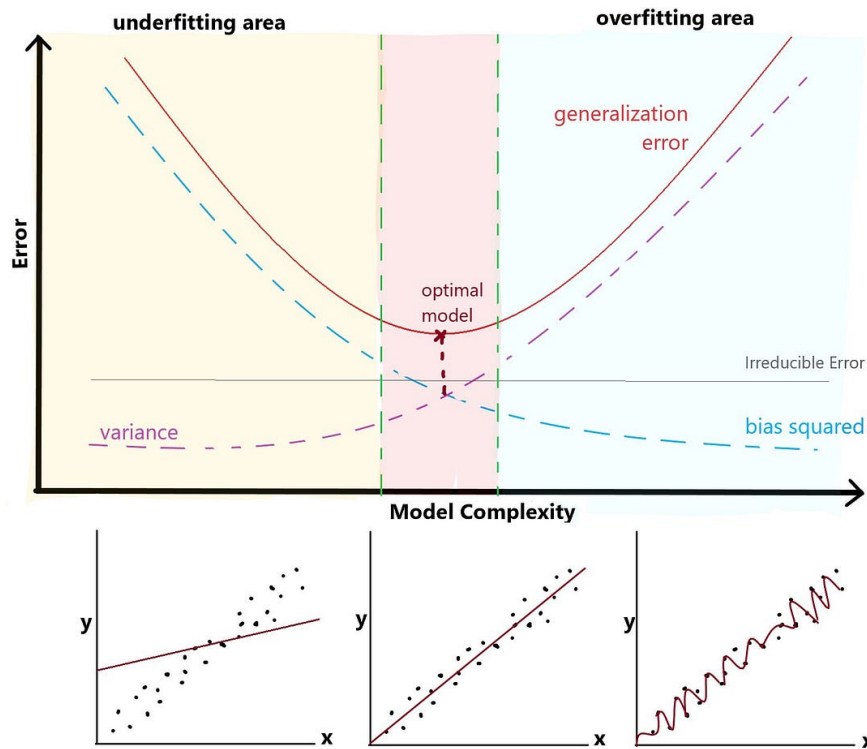 underfitting area
overfitting area
generalization
error
optimal
model
Error
Irreducible Error
variance
bias squared
Model Complexity
y
x
y
x
y
x